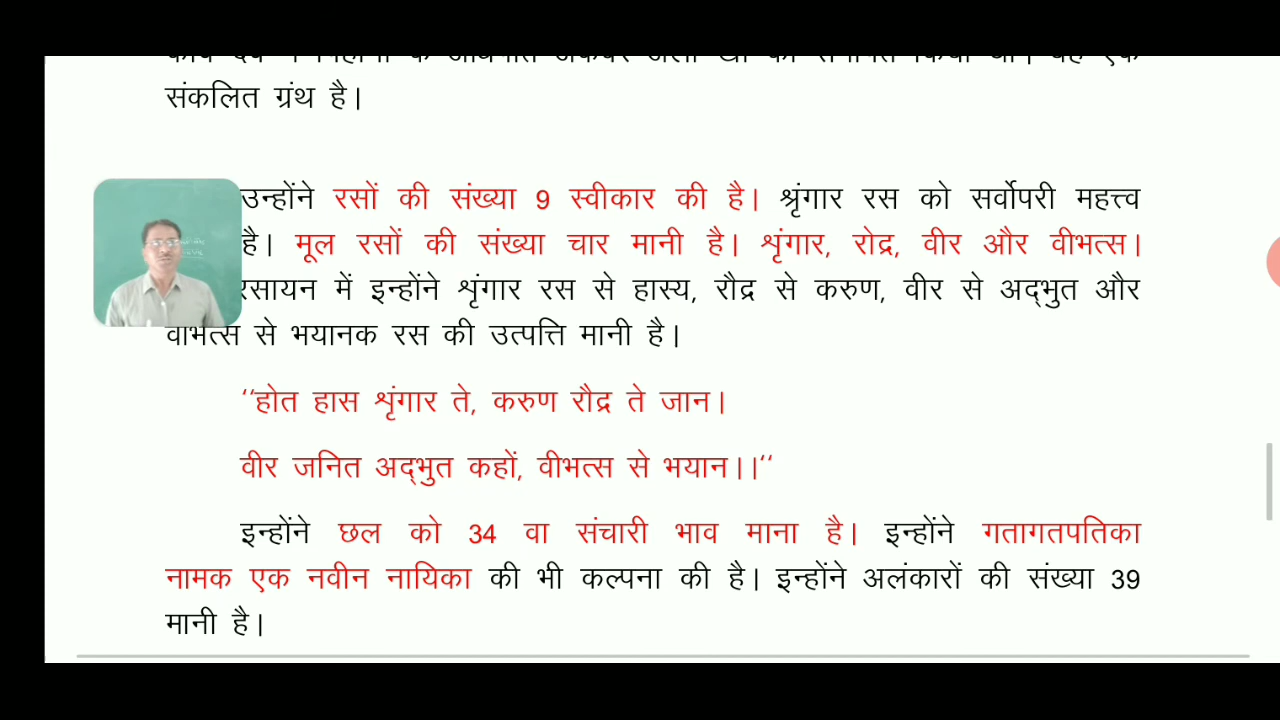 संकलित ग्रंथ है।
उन्होंने रसों की संख्या 9 स्वीकार की है। श्रृंगार रस को सर्वोपरी महत्त्व
है। मूल रसों की संख्या चार मानी है। शृंगार, रोद्र, वीर और वीभत्स।
रसायन में इन्होंने शृंगार रस से हास्य, रौद्र से करुण, वीर से अद्भुत और
वीभत्स से भयानक रस की उत्पत्ति मानी है।
‘‘होत हास शृंगार ते, करुण रौद्र ते जान।
वीर जनित अद्भुत कहों, वीभत्स से भयान।।‘‘
इन्होंने छल को 34 वा संचारी भाव माना है। इन्होंने गतागतपतिका
नामक एक नवीन नायिका की भी कल्पना की है। इन्होंने अलंकारों की संख्या 39
मानी है।